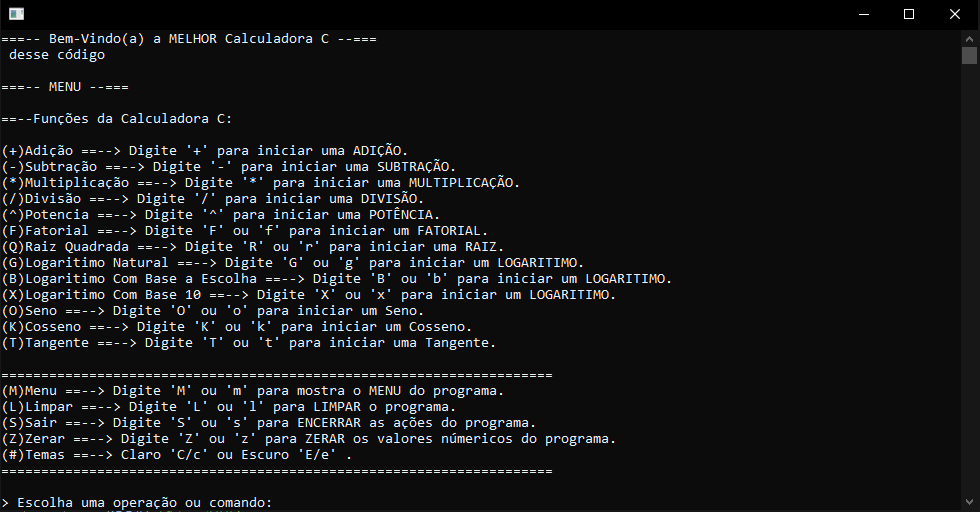 ====-- Bem-Vindo(a) a MELHOR Calculadora C --====
desse código
====-- MENU --====
==--Funções da Calculadora C:
(+)Adição ==--> Digite '+' para iniciar uma ADIÇÃO.
(-)Subtração ==--> Digite '-' para iniciar uma SUBTRAÇÃO.
(*)Multiplicação ==--> Digite '*' para iniciar uma MULTIPLICAÇÃO.
(/)Divisão ==--> Digite '/' para iniciar uma DIVISÃO.
(^)Potencia ==--> Digite '^' para iniciar uma POTÊNCIA.
(F)Fatorial ==--> Digite 'F' ou 'f' para iniciar um FATORIAL.
(Q)Raiz Quadrada ==--> Digite 'R' ou 'r' para iniciar uma RAIZ.
(G)Logaritimo Natural ==--> Digite 'G' ou 'g' para iniciar um LOGARITIMO.
(B)Logaritimo Com Base a Escolha ==--> Digite 'B' ou 'b' para iniciar um LOGARITIMO.
(X)Logaritimo Com Base 10 ==--> Digite 'X' ou 'x' para iniciar um LOGARITIMO.
(O)Seno ==--> Digite 'O' ou 'o' para iniciar um Seno.
(K)Cosseno ==--> Digite 'K' ou 'k' para iniciar um Cosseno.
(T)Tangente ==--> Digite 'T' ou 't' para iniciar uma Tangente.
=====================================================================
(M)Menu ==--> Digite 'M' ou 'm' para mostra o MENU do programa.
(L)Limpar ==--> Digite 'L' ou 'l' para LIMPAR o programa.
(S)Sair ==--> Digite 'S' ou 's' para ENCERRAR as ações do programa.
(Z)Zerar ==--> Digite 'Z' ou 'z' para ZERAR os valores númericos do programa.
(#)Temas ==--> Claro 'C/c' ou Escuro 'E/e' .
=====================================================================
> Escolha uma operação ou comando: